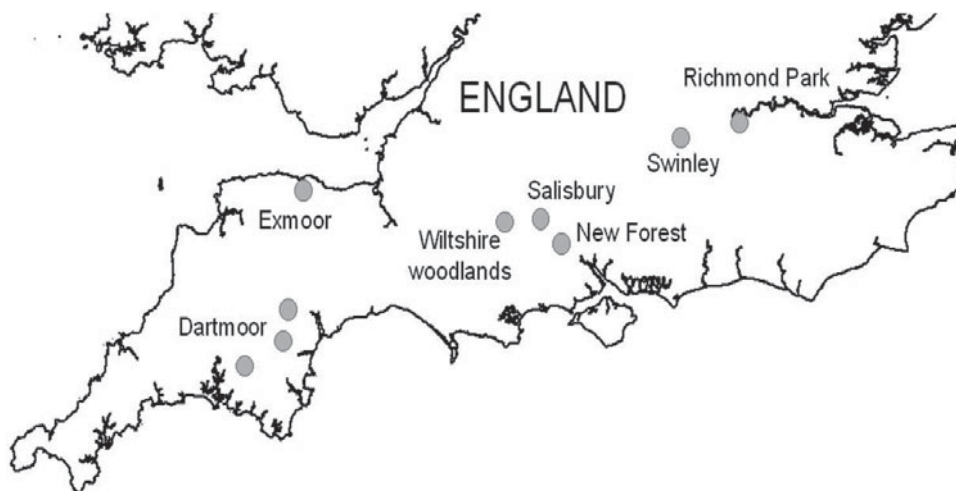 ENGLAND
Richmond Park
Swinley
Exmoor
Salisbury
Wiltshire
woodlands
New Forest
Dartmoor